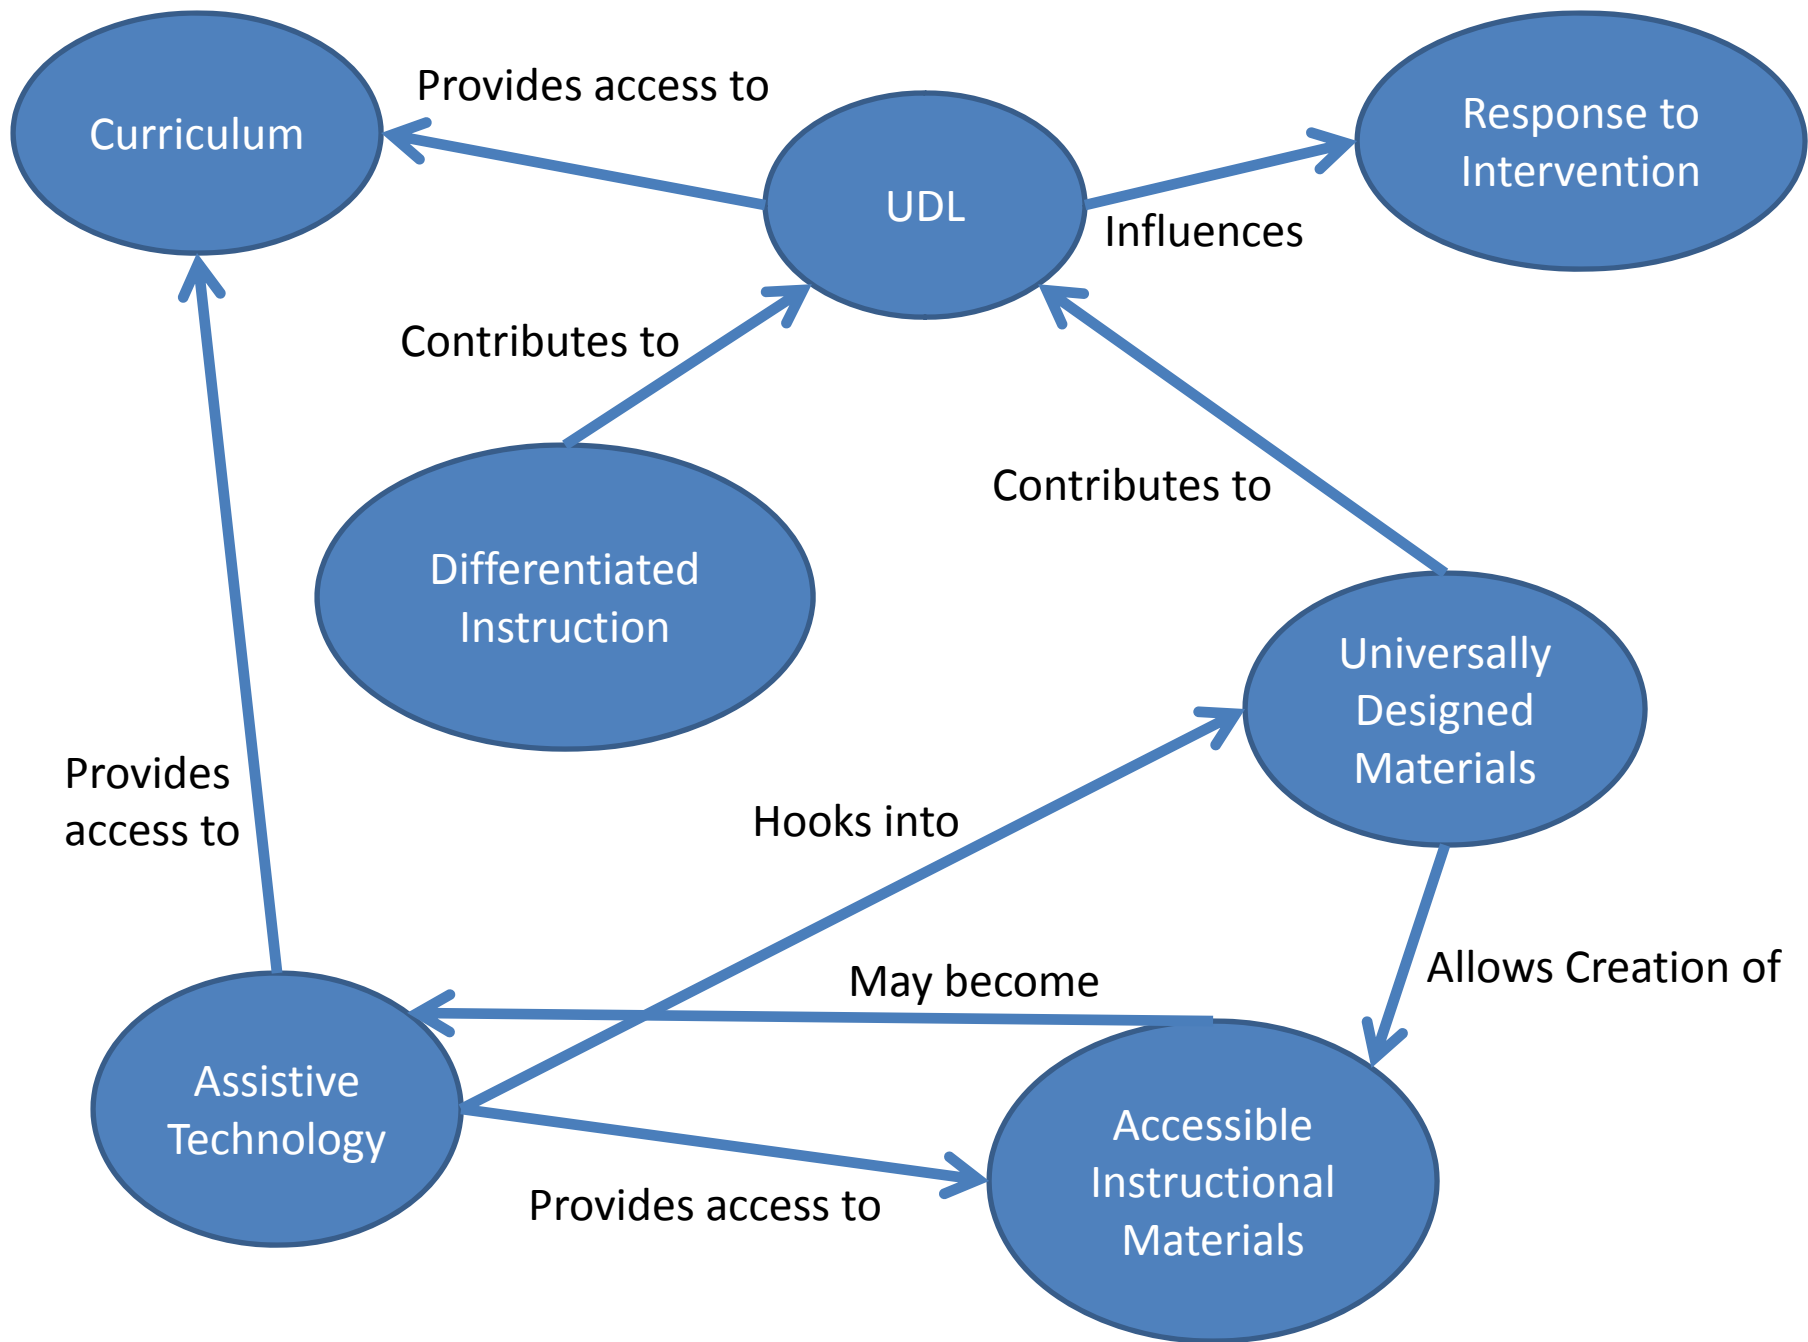 Curriculum
Provides access to
UDL
Response to
Intervention
Influences
Contributes to
Contributes to
Differentiated
Instruction
Universally
Designed
Materials
Provides
access to
Hooks into
May become
Allows Creation of
Assistive
Technology
Accessible
Instructional
Materials
Provides access to